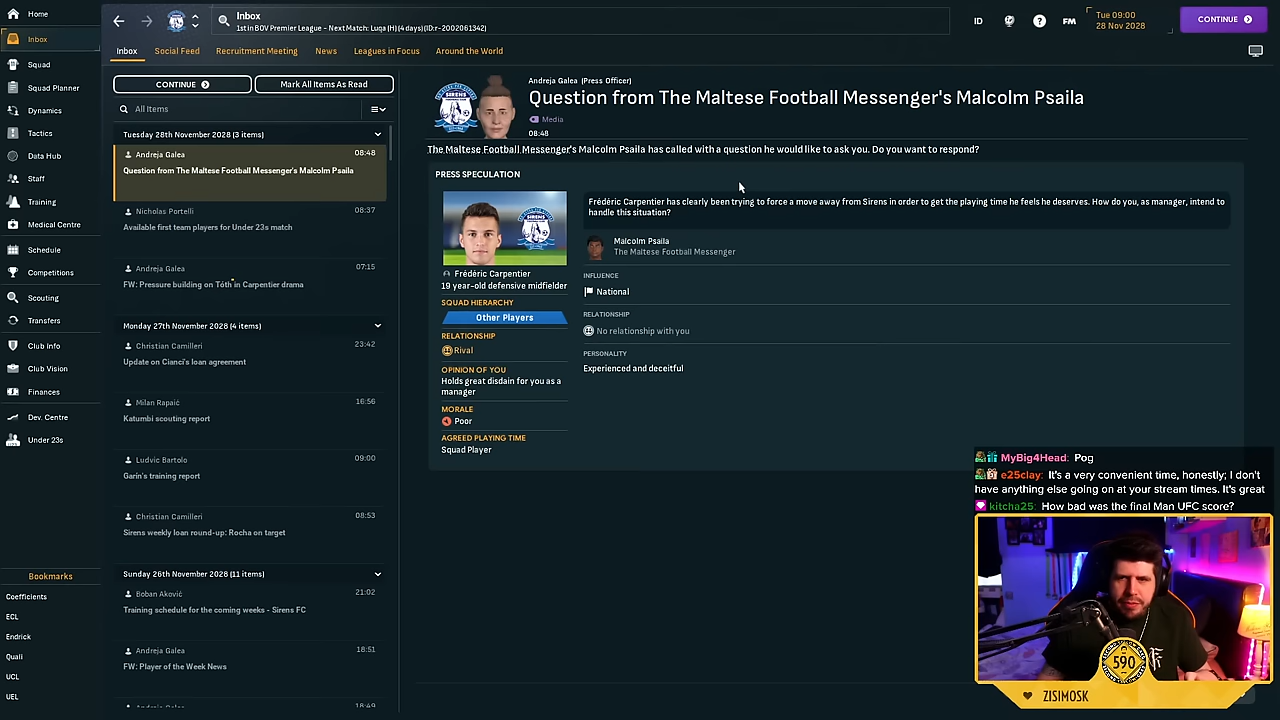 Home
Inbox
Squad
Squad Planner
Dynamics
Tactics
Data Hub
Staff
Training
Medical Centre
Schedule
Competitions
Scouting
Transfers
Club Info
Club Vision
Finances
Dev. Centre
Under 23s
Bookmarks
Coefficients
ECL
Endrick
Quali
UCL
UEL
Inbox
1st in BOV Premier League - Next Match: Luqa (H) (4 days)(ID:r-2002061342)
ID
FM
Tue 09:00
28 Nov 2028
CONTINUE
Inbox
Social Feed
Recruitment Meeting
News
Leagues in Focus
Around the World
CONTINUE
Mark All Items As Read
All Items
Tuesday 28th November 2028 (3 items)
Andreja Galea
08:48
Question from The Maltese Football Messenger's Malcolm Psaila
Nicholas Portelli
08:37
Available first team players for Under 23s match
Andreja Galea
07:15
FW: Pressure building on Tóth in Carpentier drama
Monday 27th November 2028 (4 items)
Christian Camilleri
23:42
Update on Cianci's loan agreement
Milan Rapaić
16:56
Katumbi scouting report
Ludvic Bartolo
09:00
Garin's training report
Christian Camilleri
08:53
Sirens weekly loan round-up: Rocha on target
Sunday 26th November 2028 (11 items)
Boban Aković
21:02
Training schedule for the coming weeks - Sirens FC
Andreja Galea
18:51
FW: Player of the Week News
Andreja Galea
18:49
Andreja Galea (Press Officer)
Question from The Maltese Football Messenger's Malcolm Psaila
Media
08:48
The Maltese Football Messenger's Malcolm Psaila has called with a question he would like to ask you. Do you want to respond?
PRESS SPECULATION
SIRENS
Frédéric Carpentier
19 year-old defensive midfielder
SQUAD HIERARCHY
Other Players
RELATIONSHIP
Rival
OPINION OF YOU
Holds great disdain for you as a
manager
MORALE
Poor
AGREED PLAYING TIME
Squad Player
Frédéric Carpentier has clearly been trying to force a move away from Sirens in order to get the playing time he feels he deserves. How do you, as manager, intend to
handle this situation?
Malcolm Psaila
The Maltese Football Messenger
INFLUENCE
National
RELATIONSHIP
No relationship with you
PERSONALITY
Experienced and deceitful
MyBig4Head: Pog
e25clay: It's a very convenient time, honestly; I don't
have anything else going on at your stream times. It's great
kitcha25: How bad was the final Man UFC score?
590
ZISIMOSK